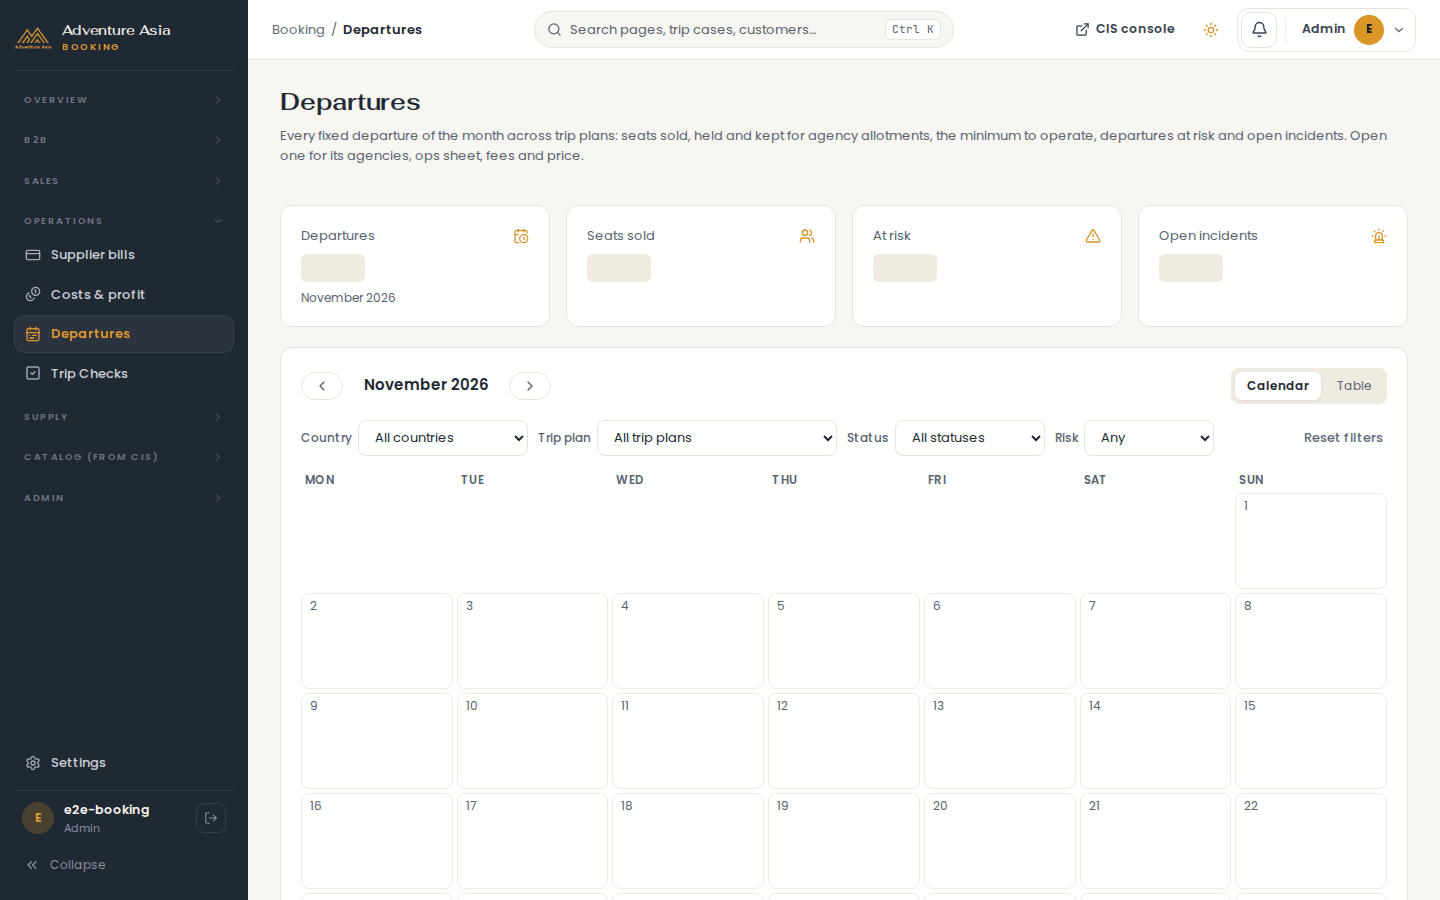 Adventure Asia
BOOKING
Adventure Asia
OVERVIEW
B2B
SALES
OPERATIONS
Supplier bills
Costs & profit
Departures
Trip Checks
SUPPLY
CATALOG (FROM CIS)
ADMIN
Settings
E
e2e-booking
Admin
Collapse
Booking / Departures
Search pages, trip cases, customers...
Ctrl K
CIS console
Admin
E
Departures
Every fixed departure of the month across trip plans: seats sold, held and kept for agency allotments, the minimum to operate, departures at risk and open incidents. Open
one for its agencies, ops sheet, fees and price.
Departures
November 2026
Seats sold
At risk
Open incidents
November 2026
Calendar
Table
Country
All countries
Trip plan
All trip plans
Status
All statuses
Risk
Any
Reset filters
MON TUE WED THU FRI SAT SUN
1
2 3 4 5 6 7 8
9 10 11 12 13 14 15
16 17 18 19 20 21 22